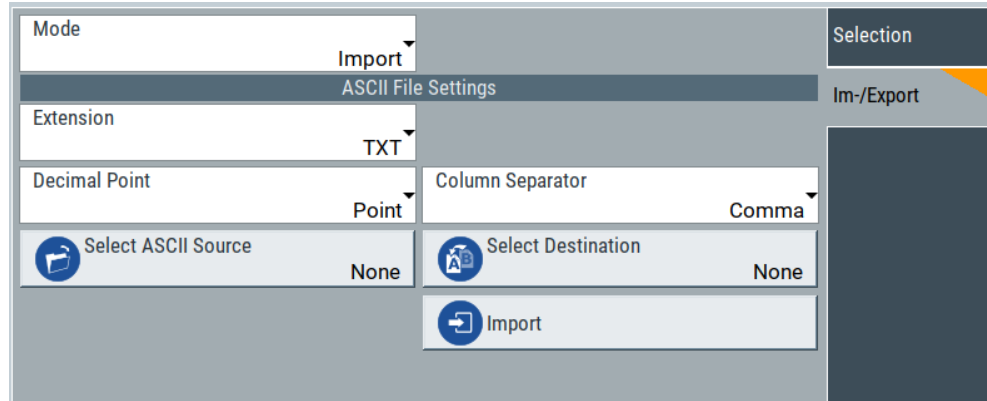 Mode
Import
ASCII File Settings
Extension
TXT
Decimal Point
Point
Column Separator
Comma
Select ASCII Source
None
Select Destination
None
Import
Selection
Im-/Export